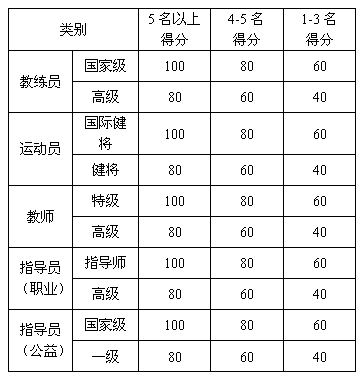 类别 5 名以上得分 4-5 名得分 1-3 名得分
教练员 国家级 100 80 60
高级 80 60 40
运动员 国际健将 100 80 60
健将 80 60 40
教师 特级 100 80 60
高级 80 60 40
指导员（职业） 指导师 100 80 60
高级 80 60 40
指导员（公益） 国家级 100 80 60
一级 80 60 40